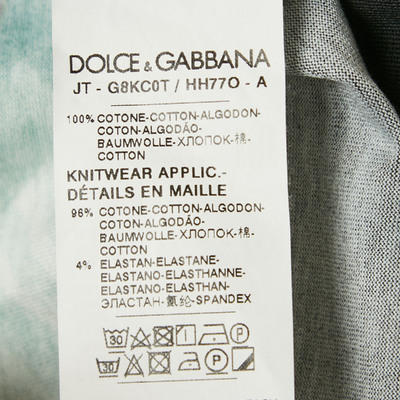 DOLCE & GABBANA
JT - G8KC0T / HH77O - A
100% COTONE-COTTON-ALGODON-
COTON-ALGODÃO-
BAUMWOLLE-ХЛОПОК-棉-
COTTON
KNITWEAR APPLIC.-
DÉTAILS EN MAILLE
96% COTONE-COTTON-ALGODON-
COTON-ALGODÃO-
BAUMWOLLE-ХЛОПОК-棉-
COTTON
4% ELASTAN-ELASTANE-
ELASTANO-ELASTHANNE-
ELASTANO-ELASTHAN-
ЭЛАСТАН-氨纶-SPANDEX
30 P
30 P